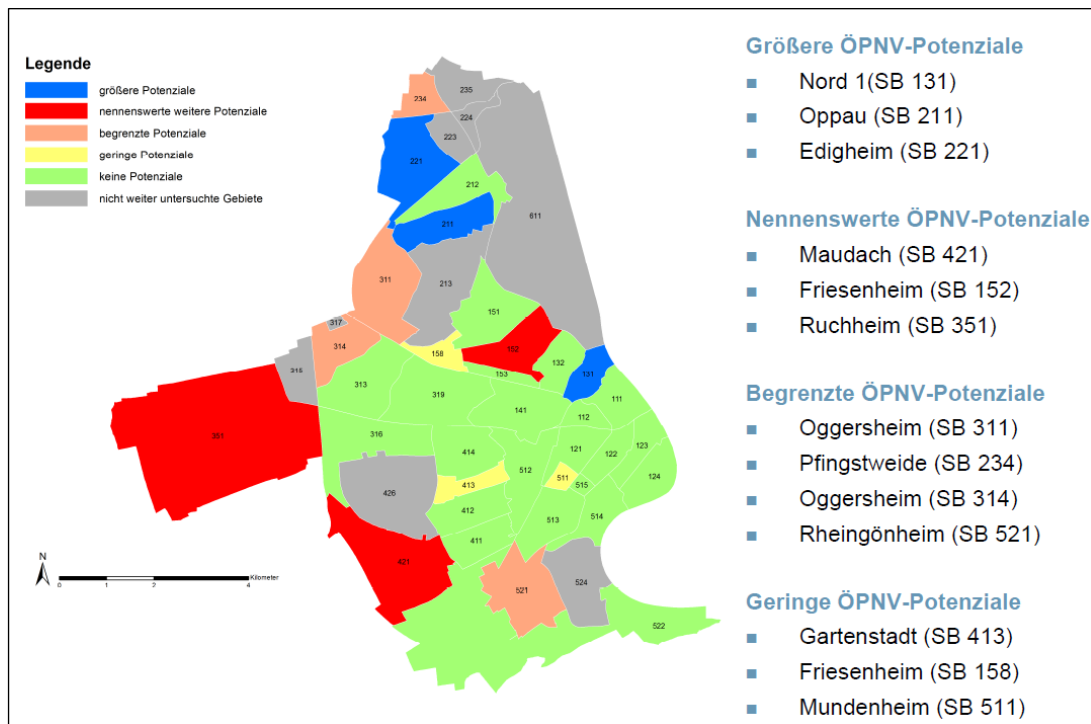 Legende
größere Potenziale
nennenswerte weitere Potenziale
begrenzte Potenziale
geringe Potenziale
keine Potenziale
nicht weiter untersuchte Gebiete
235
234
224
223
221
212
611
211
213
311
151
317
314
158
152
132
153
131
313
319
111
141
112
351
316
414
121
123
122
512
413
511
515
124
426
412
514
513
411
421
524
521
522
N
0 1 2 4
Kilometer
Größere ÖPNV-Potenziale
Nord 1(SB 131)
Oppau (SB 211)
Edigheim (SB 221)
Nennenswerte ÖPNV-Potenziale
Maudach (SB 421)
Friesenheim (SB 152)
Ruchheim (SB 351)
Begrenzte ÖPNV-Potenziale
Oggersheim (SB 311)
Pfingstweide (SB 234)
Oggersheim (SB 314)
Rheingönheim (SB 521)
Geringe ÖPNV-Potenziale
Gartenstadt (SB 413)
Friesenheim (SB 158)
Mundenheim (SB 511)